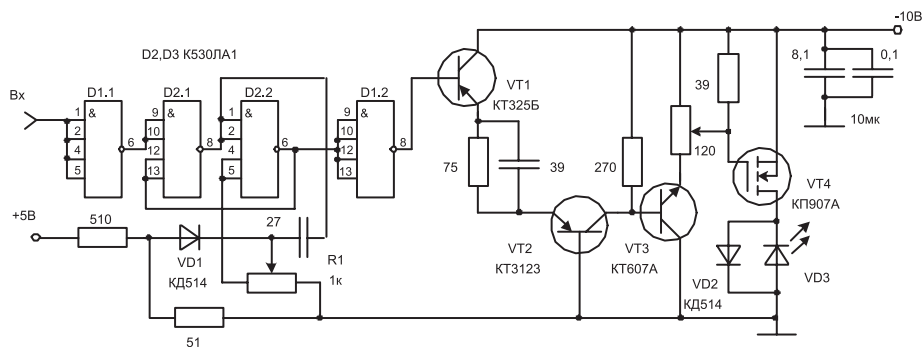 -10В
D2,D3 К530ЛА1
Вх
D1.1
D2.1
D2.2
D1.2
VT1
КТ325Б
8,1
0,1
10мк
1
2
4
5
&
6
9
10
12
13
&
8
1
2
4
5
&
6
9
10
12
13
&
8
39
75
39
270
120
VT4
КП907А
+5В
510
27
VD1
КД514
R1
1к
VT2
КТ3123
VT3
КТ607А
VD2
КД514
VD3
51